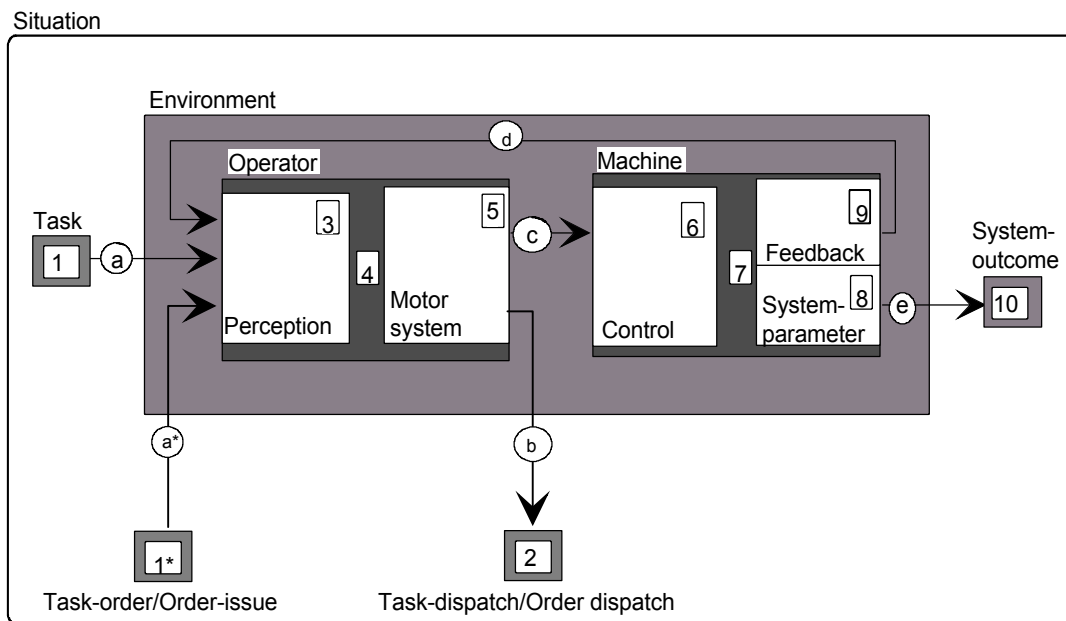 Situation
Environment
d
Operator
Machine
Task
1
a
3
4
5
c
6
7
9
Feedback
8
System-
parameter
e
System-
outcome
10
Perception
Motor
system
Control
a*
b
1*
2
Task-order/Order-issue
Task-dispatch/Order dispatch